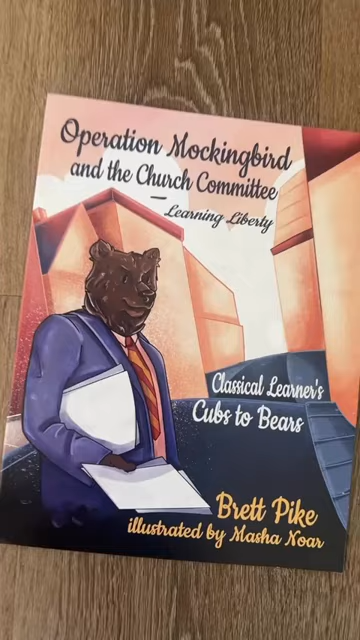 Operation Mockingbird
and the Church Committee
— Learning Liberty
Classical Learner's
Cubs to Bears
Brett Pike
illustrated by Masha Noar